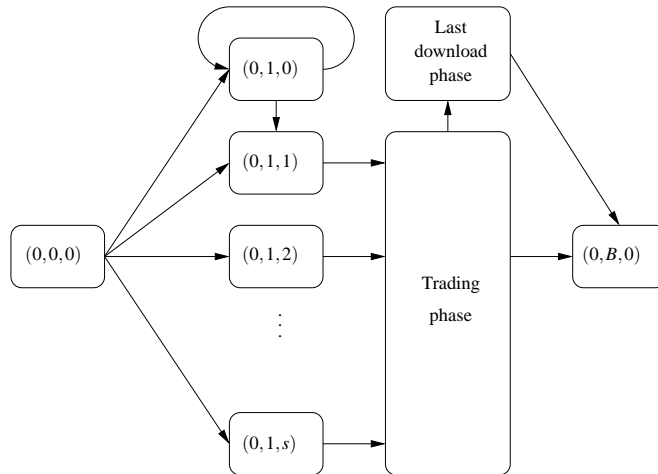 Last
download
phase
(0,1,0)
(0,1,1)
(0,0,0)
(0,1,2)
(0,B,0)
Trading
phase
⋮
(0,1,s)